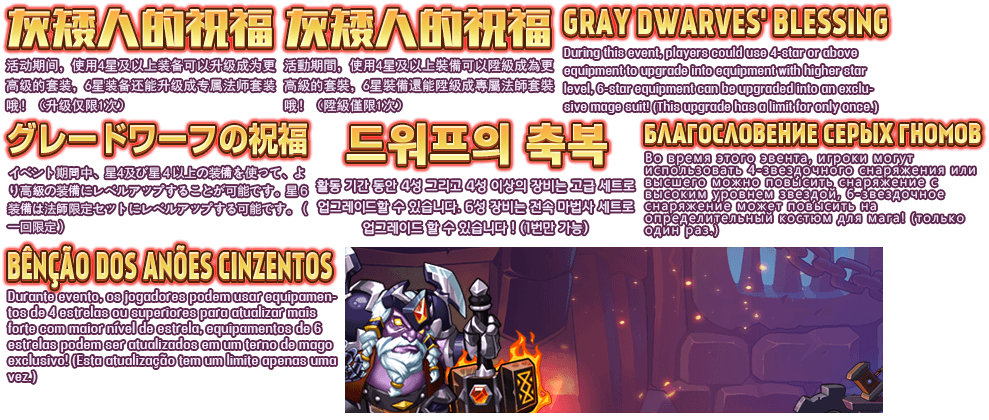 灰矮人的祝福
活动期间，使用4星及以上装备可以升级成为更
高级的套装，6星装备还能升级成专属法师套装
哦！（升级仅限1次）
灰矮人的祝福
活動期間，使用4星及以上裝備可以陞級成為更
高級的套裝，6星裝備還能陞級成專屬法師套裝
哦！（陞級僅限1次）
GRAY DWARVES' BLESSING
During this event, players could use 4-star or above
equipment to upgrade into equipment with higher star
level, 6-star equipment can be upgraded into an exclu-
sive mage suit! (This upgrade has a limit for only once.)
グレードワーフの祝福
イベント期間中、星4及び星４以上の装備を使って、よ
り高級の装備にレベルアップすることが可能です。星６
装備は法師限定セットにレベルアップする可能です。（
一回限定）
드워프의 축복
활동 기간 동안 4성 그리고 4성 이상의 장비는 고급 세트로
업그레이드할 수 있습니다. 6성 장비는 전속 마법사 세트로
업그레이드 할 수 있습니다 ! (1번만 가능)
БЛАГОСЛОВЕНИЕ СЕРЫХ ГНОМОВ
Во время этого эвента, игроки могут
использовать 4-звездочного снаряжения или
высшего можно повысить снаряжение с
высоким уровнем звездой, 6-звездочное
снаряжение может повысить на
определительный костюм для мага! (только
один раз.)
BÊNÇÃO DOS ANÕES CINZENTOS
Durante evento, os jogadores podem usar equipamen-
tos de 4 estrelas ou superiores para atualizar mais
forte com maior nível de estrela, equipamentos de 6
estrelas podem ser atualizados em um terno de mago
exclusivo! (Esta atualização tem um limite apenas uma
vez.)